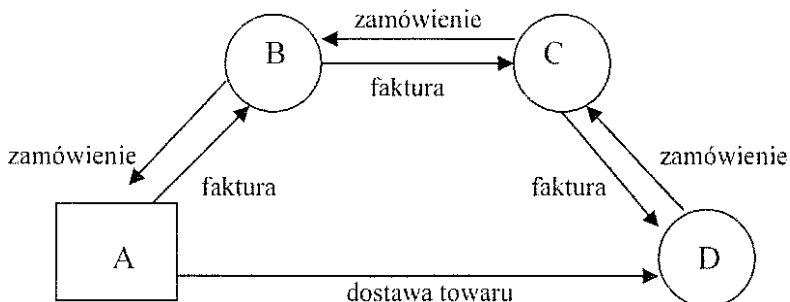 zamówienie
B
C
faktura
zamówienie
zamówienie
faktura
faktura
A
D
dostawa towaru